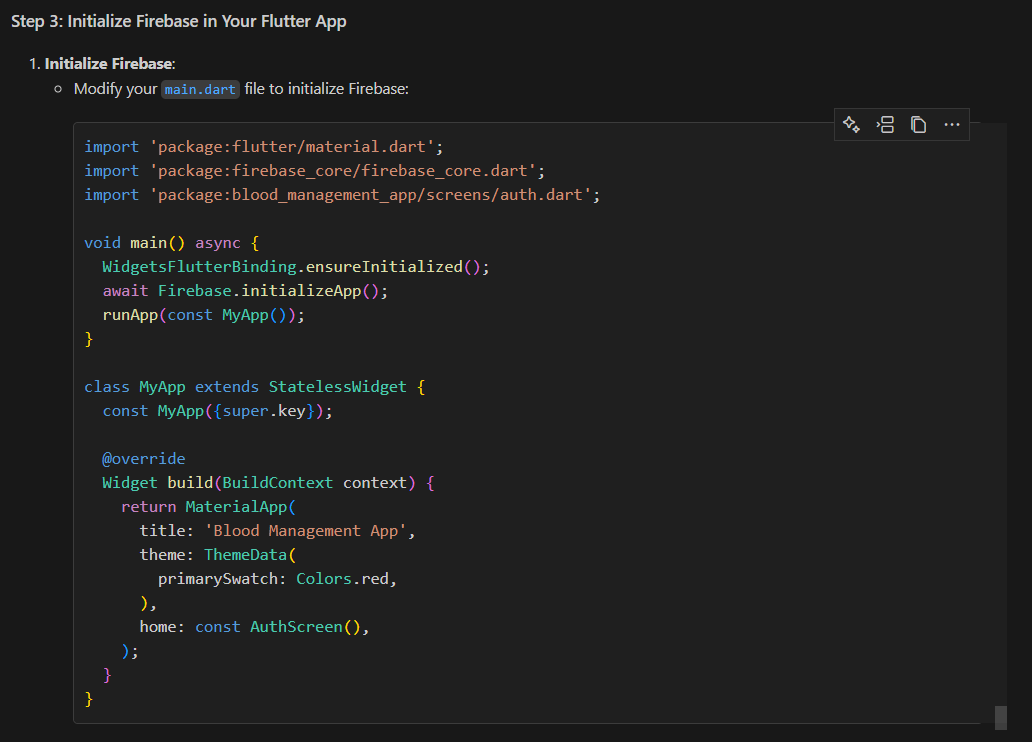 Step 3: Initialize Firebase in Your Flutter App
1. Initialize Firebase:
Modify your main.dart file to initialize Firebase:
import 'package:flutter/material.dart';
import 'package:firebase_core/firebase_core.dart';
import 'package:blood_management_app/screens/auth.dart';
void main() async {
  WidgetsFlutterBinding.ensureInitialized();
  await Firebase.initializeApp();
  runApp(const MyApp());
}
class MyApp extends StatelessWidget {
  const MyApp({super.key});
  @override
  Widget build(BuildContext context) {
    return MaterialApp(
      title: 'Blood Management App',
      theme: ThemeData(
        primarySwatch: Colors.red,
      ),
      home: const AuthScreen(),
    );
  }
}